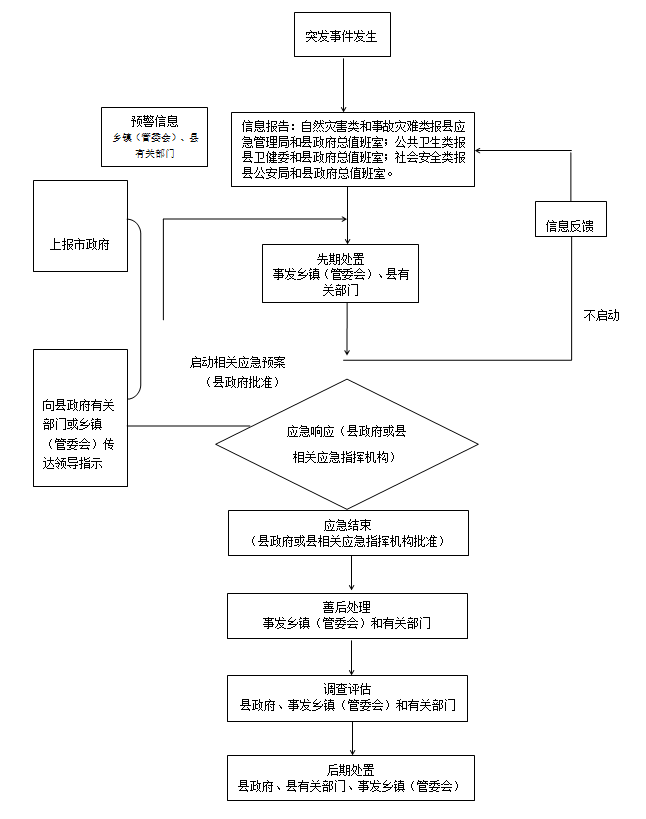 突发事件发生
预警信息
乡镇（管委会）、县
有关部门
信息报告：自然灾害类和事故灾难类报县应
急管理局和县政府总值班室；公共卫生类报
县卫健委和县政府总值班室；社会安全类报
县公安局和县政府总值班室。
上报市政府
信息反馈
先期处置
事发乡镇（管委会）、县有
关部门
不启动
启动相关应急预案
（县政府批准）
向县政府有关
部门或乡镇
（管委会）传
达领导指示
应急响应（县政府或县
相关应急指挥机构）
应急结束
（县政府或县相关应急指挥机构批准）
善后处理
事发乡镇（管委会）和有关部门
调查评估
县政府、事发乡镇（管委会）和有关部门
后期处置
县政府、县有关部门、事发乡镇（管委会）